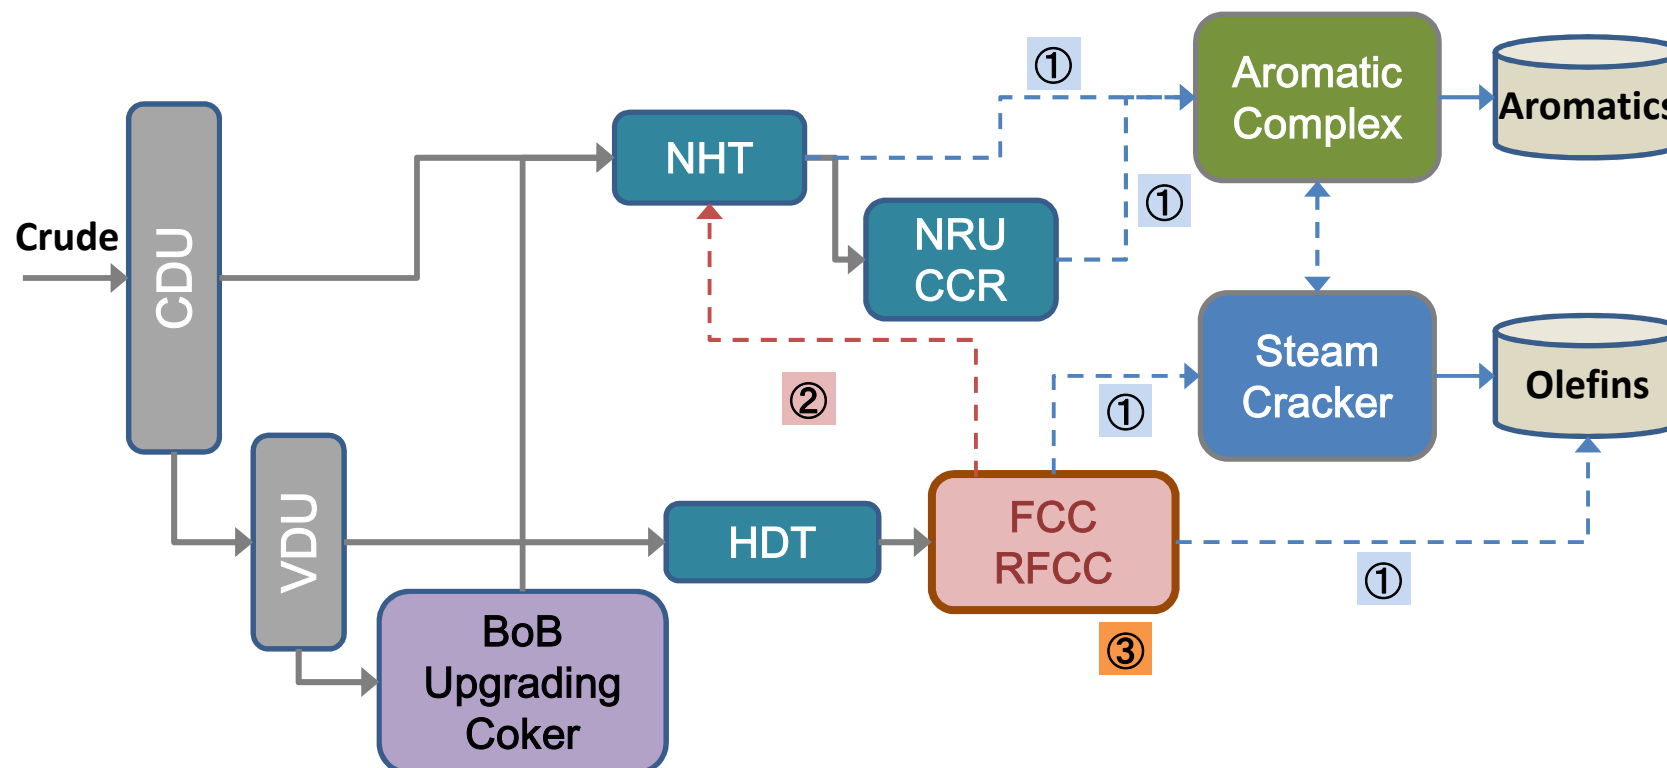 ①
Aromatic
Complex
Aromatics
NHT
①
Crude
CDU
NRU
CCR
Steam
Cracker
Olefins
②
①
VDU
HDT
FCC
RFCC
①
BoB
Upgrading
Coker
③